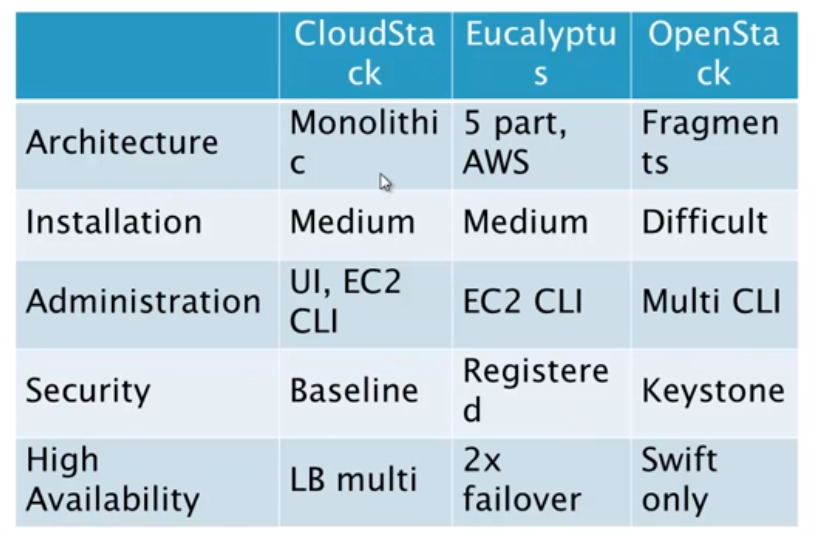 CloudSta
ck
Eucalyptu
s
OpenSta
ck
Architecture
Monolithi
c
5 part,
AWS
Fragmen
ts
Installation
Medium
Medium
Difficult
Administration
UI, EC2
CLI
EC2 CLI
Multi CLI
Security
Baseline
Registere
d
Keystone
High
Availability
LB multi
2x
failover
Swift
only